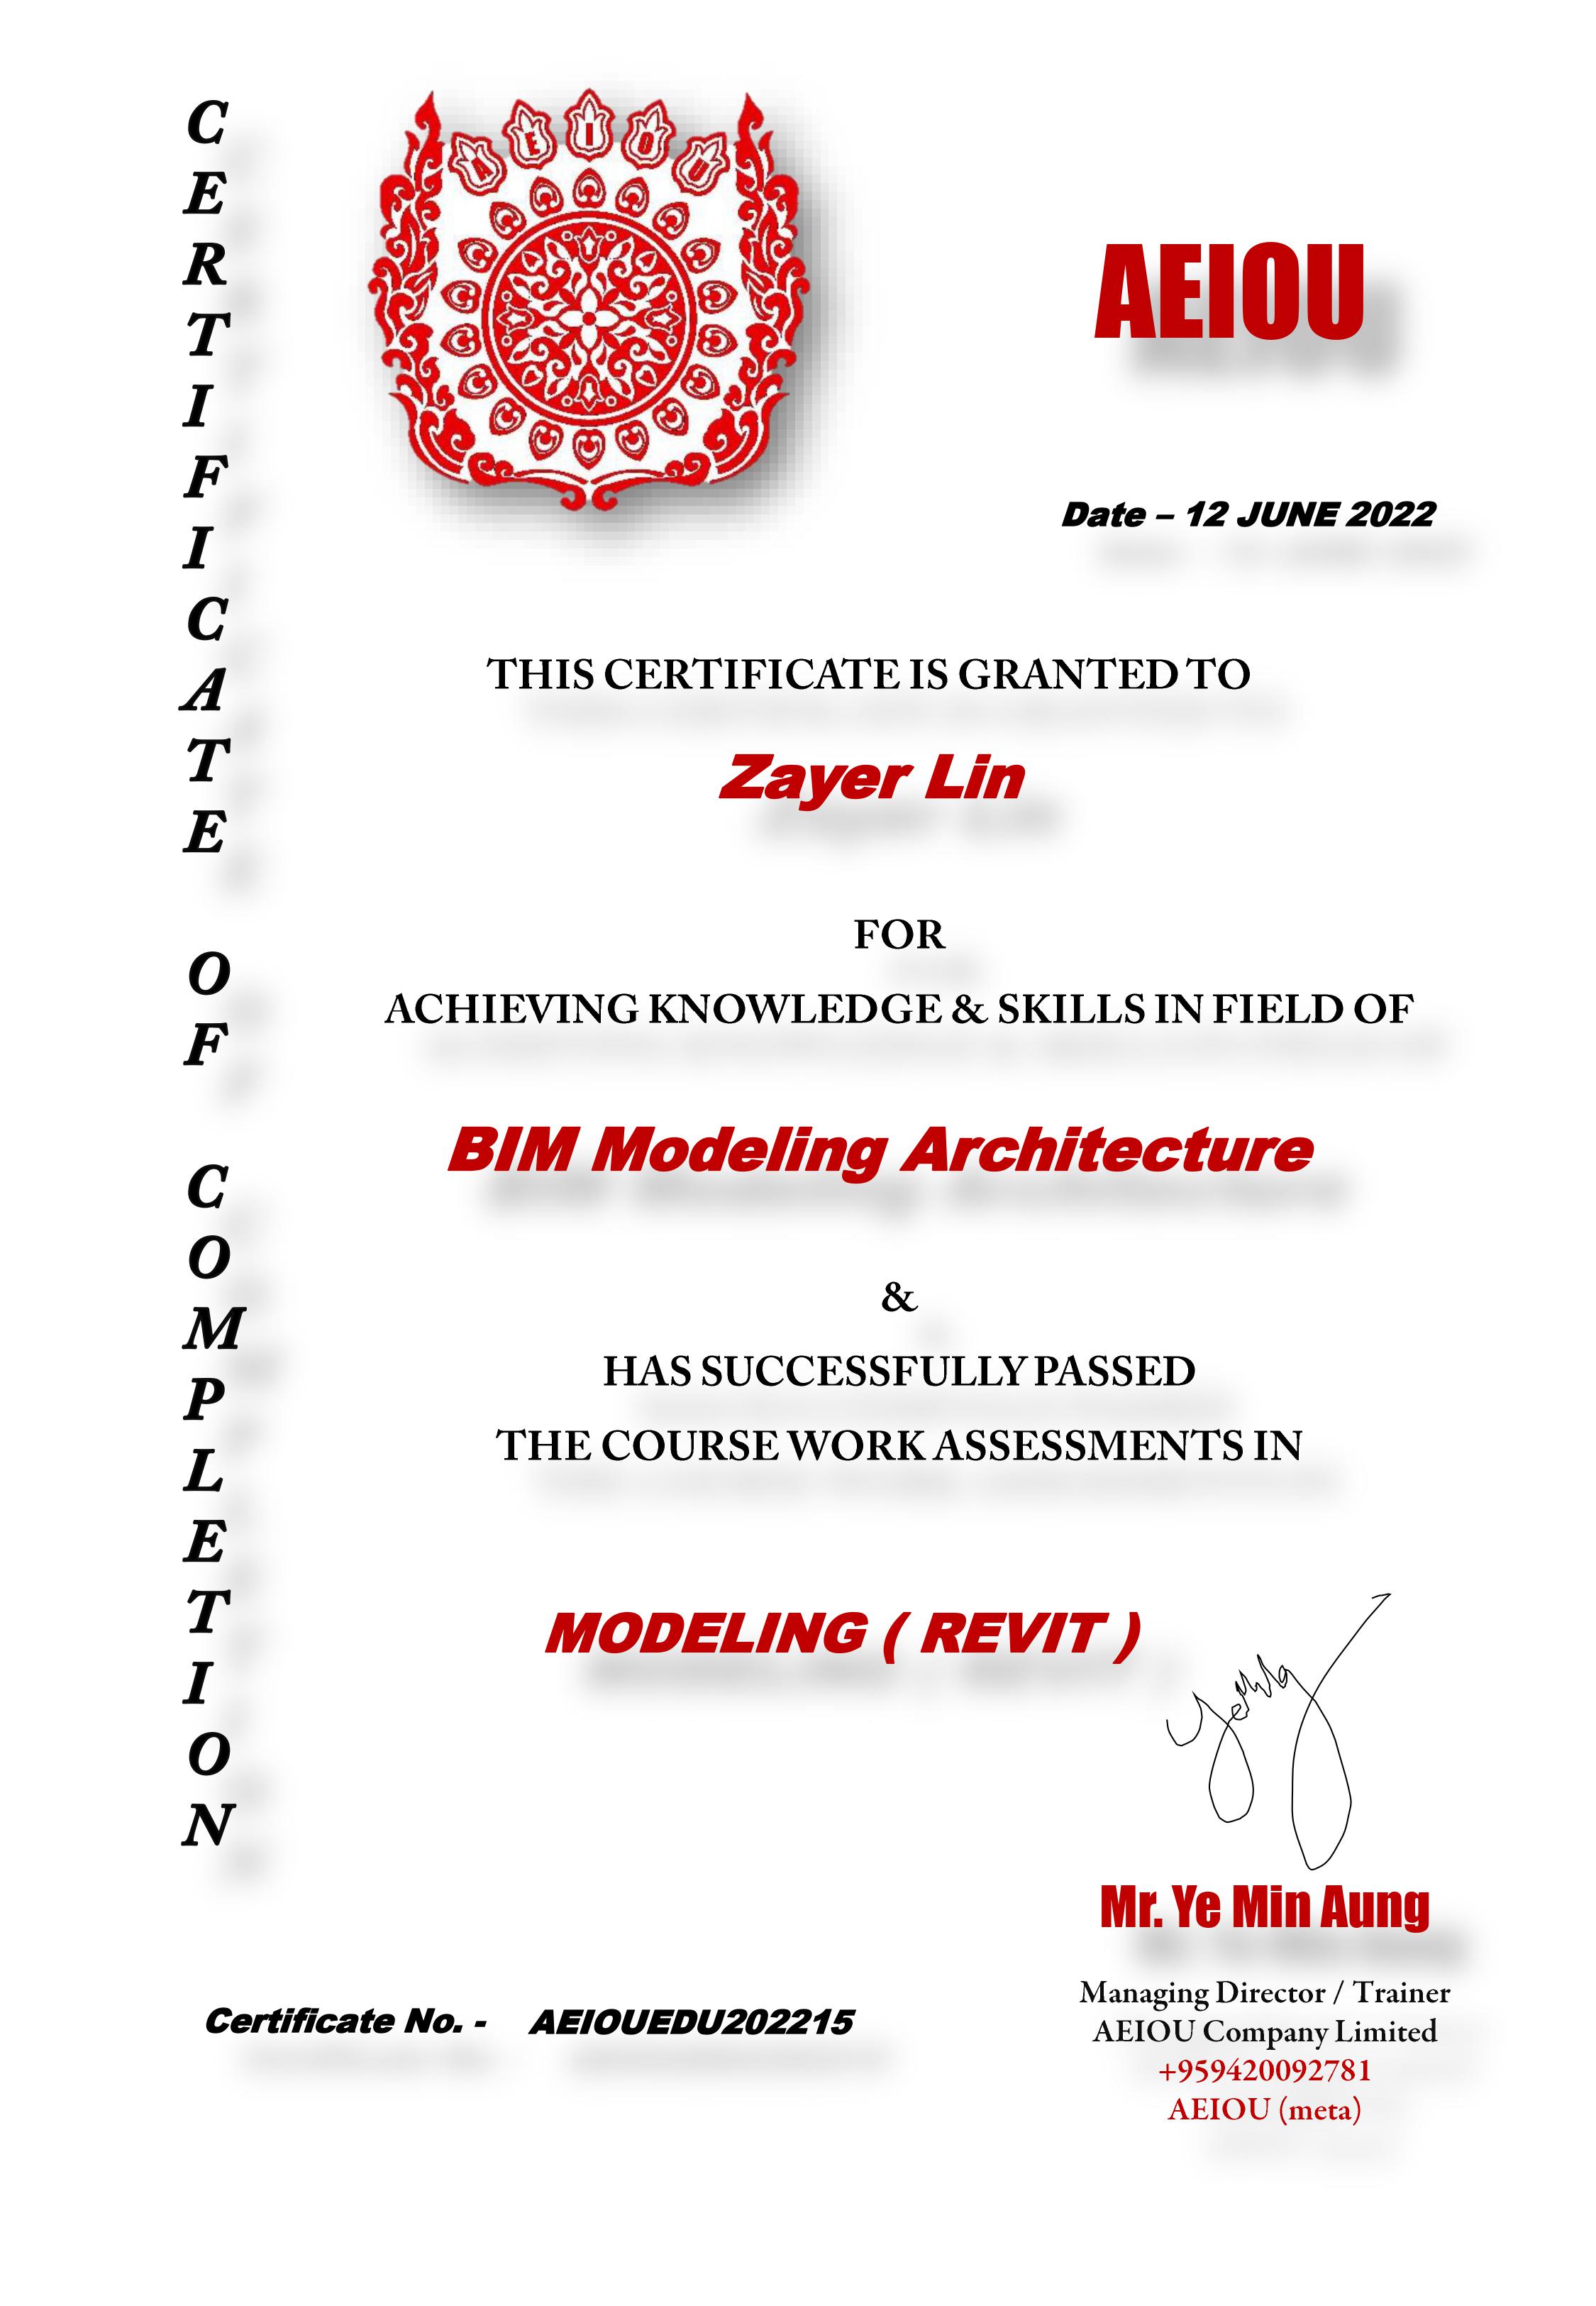 CERTIFICATE OF COMPLETION
A E I O U
AEIOU
Date – 12 JUNE 2022
THIS CERTIFICATE IS GRANTED TO
Zayer Lin
FOR
ACHIEVING KNOWLEDGE & SKILLS IN FIELD OF
BIM Modeling Architecture
&
HAS SUCCESSFULLY PASSED
THE COURSE WORK ASSESSMENTS IN
MODELING ( REVIT )
Mr. Ye Min Aung
Managing Director / Trainer
AEIOU Company Limited
+959420092781
AEIOU (meta)
Certificate No. - AEIOUEDU202215